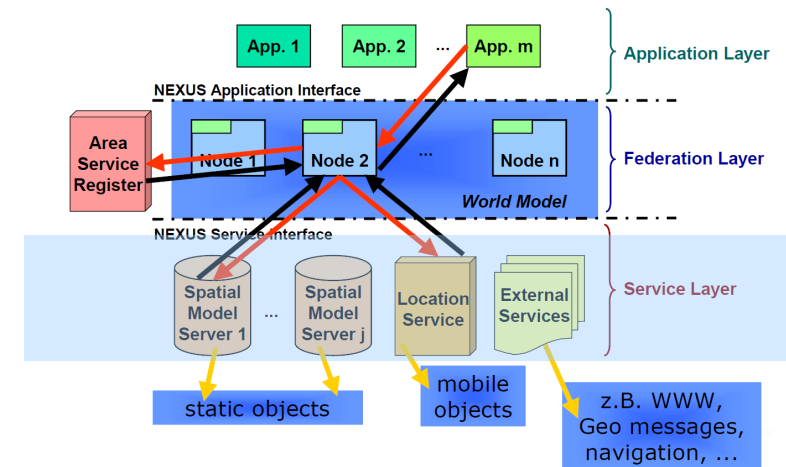 App. 1
App. 2
...
App. m
Application Layer
NEXUS Application Interface
Area
Service
Register
Node 1
Node 2
...
Node n
Federation Layer
World Model
NEXUS Service Interface
Spatial
Model
Server 1
...
Spatial
Model
Server j
Location
Service
External
Services
Service Layer
static objects
mobile
objects
z.B. WWW,
Geo messages,
navigation, ...